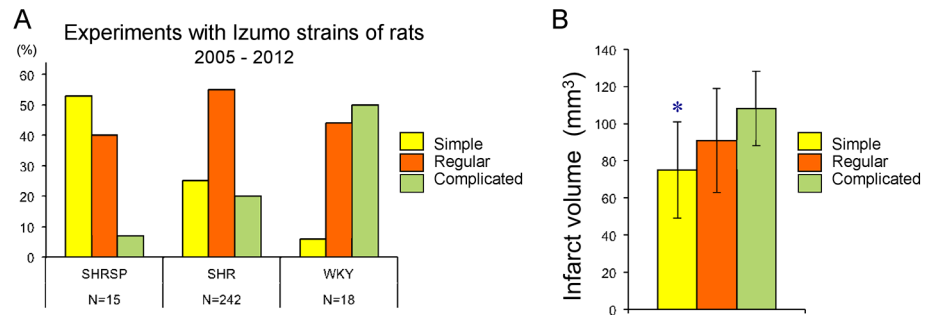 A
Experiments with Izumo strains of rats
2005 - 2012
(%)
60
50
40
30
20
10
0
SHRSP
SHR
WKY
N=15
N=242
N=18
Simple
Regular
Complicated
B
Infarct volume (mm³)
140
120
100
80
60
40
20
0
*
Simple
Regular
Complicated